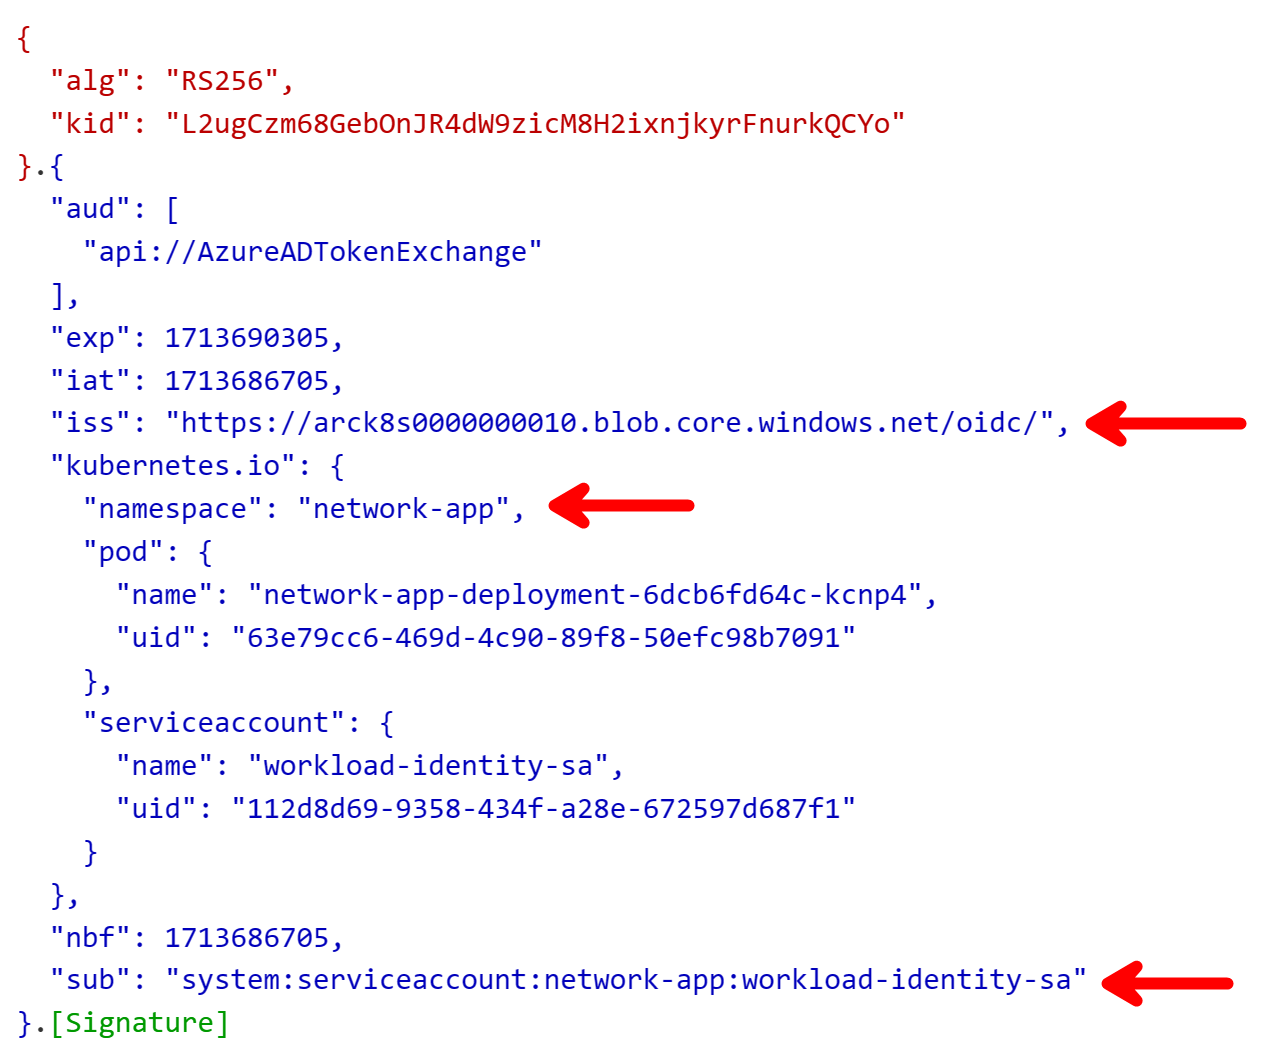 {
  "alg": "RS256",
  "kid": "L2ugCzm68GebOnJR4dW9zicM8H2ixnjkyrFnurkQCYo"
}.{
  "aud": [
    "api://AzureADTokenExchange"
  ],
  "exp": 1713690305,
  "iat": 1713686705,
  "iss": "https://arck8s0000000010.blob.core.windows.net/oidc/",
  "kubernetes.io": {
    "namespace": "network-app",
    "pod": {
      "name": "network-app-deployment-6dcb6fd64c-kcnp4",
      "uid": "63e79cc6-469d-4c90-89f8-50efc98b7091"
    },
    "serviceaccount": {
      "name": "workload-identity-sa",
      "uid": "112d8d69-9358-434f-a28e-672597d687f1"
    }
  },
  "nbf": 1713686705,
  "sub": "system:serviceaccount:network-app:workload-identity-sa"
}.[Signature]